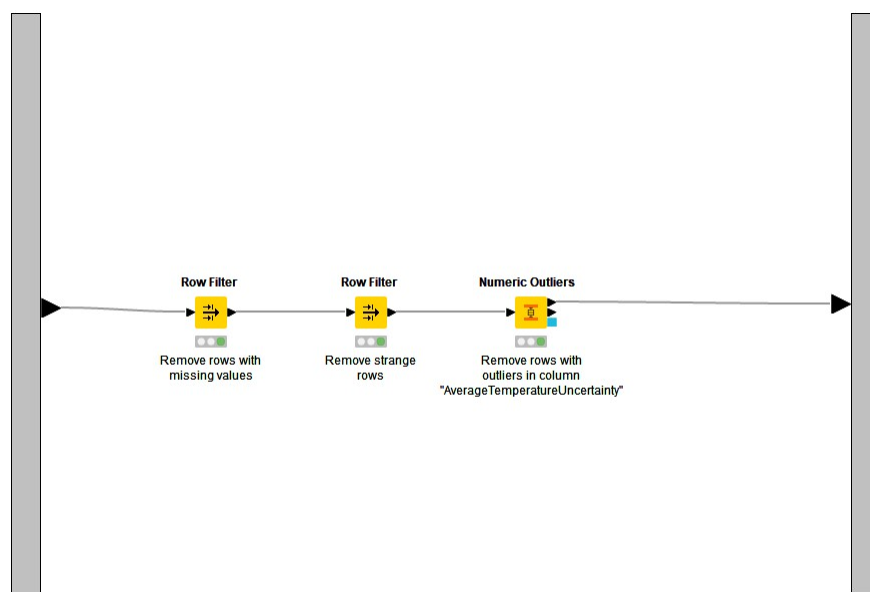 Row Filter
Row Filter
Numeric Outliers
Remove rows with
missing values
Remove strange
rows
Remove rows with
outliers in column
"AverageTemperatureUncertainty"